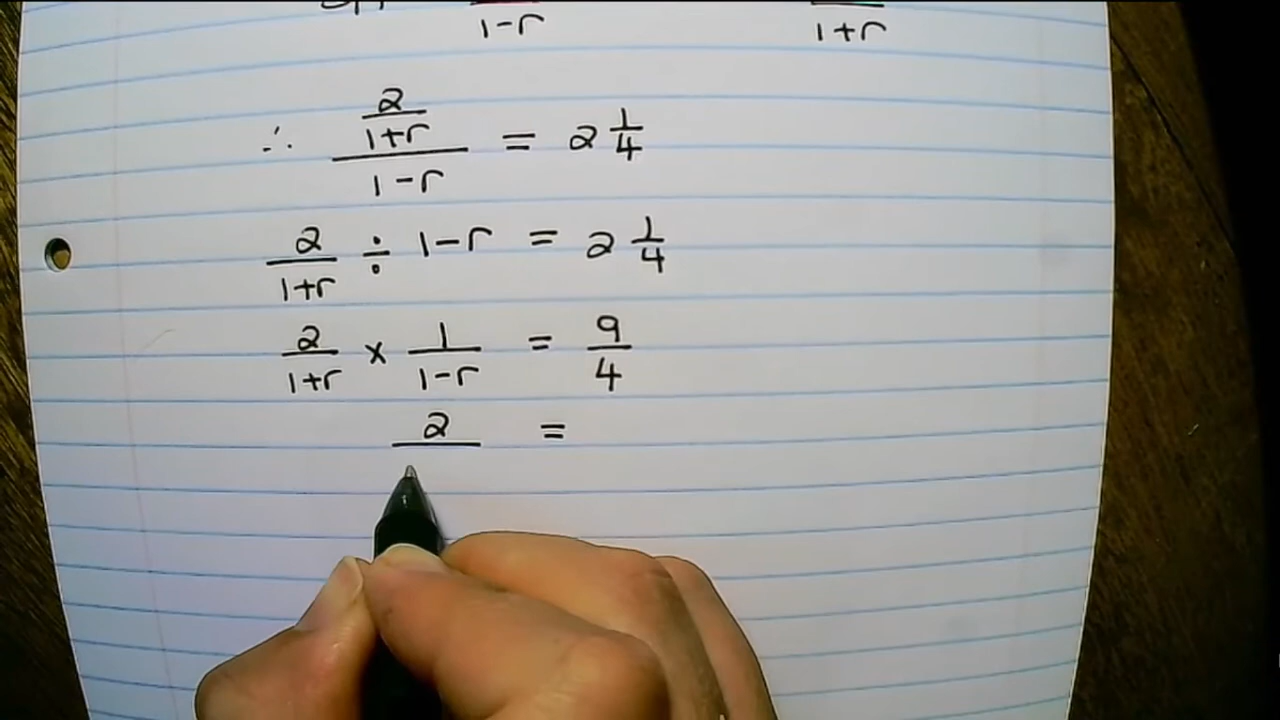 1-r 1+r
∴ (2/(1+r))/(1-r) = 2 1/4
2/(1+r) ÷ 1-r = 2 1/4
2/(1+r) × 1/(1-r) = 9/4
2/ =